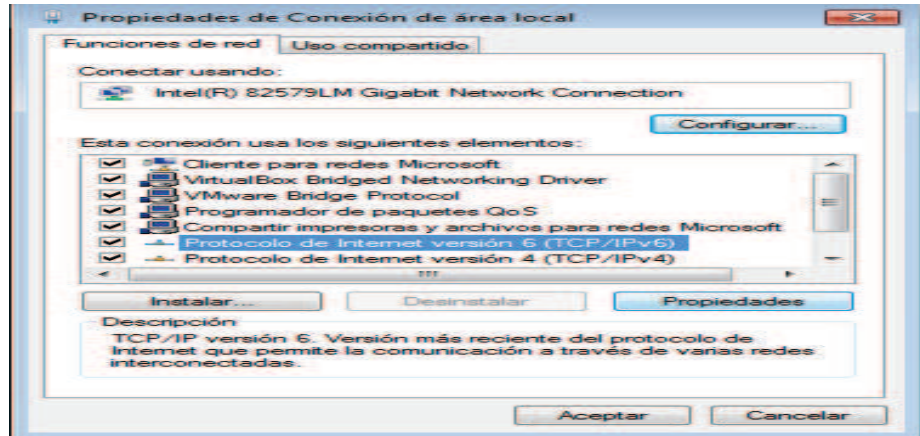 Propiedades de Conexión de área local
Funciones de red
Uso compartido
Conectar usando:
Intel(R) 82579LM Gigabit Network Connection
Configurar...
Esta conexión usa los siguientes elementos:
Cliente para redes Microsoft
VirtualBox Bridged Networking Driver
VMware Bridge Protocol
Programador de paquetes QoS
Compartir impresoras y archivos para redes Microsoft
Protocolo de Internet versión 6 (TCP/IPv6)
Protocolo de Internet versión 4 (TCP/IPv4)
Instalar...
Desinstalar
Propiedades
Descripción
TCP/IP versión 6. Versión más reciente del protocolo de
Internet que permite la comunicación a través de varias redes
interconectadas.
Aceptar
Cancelar